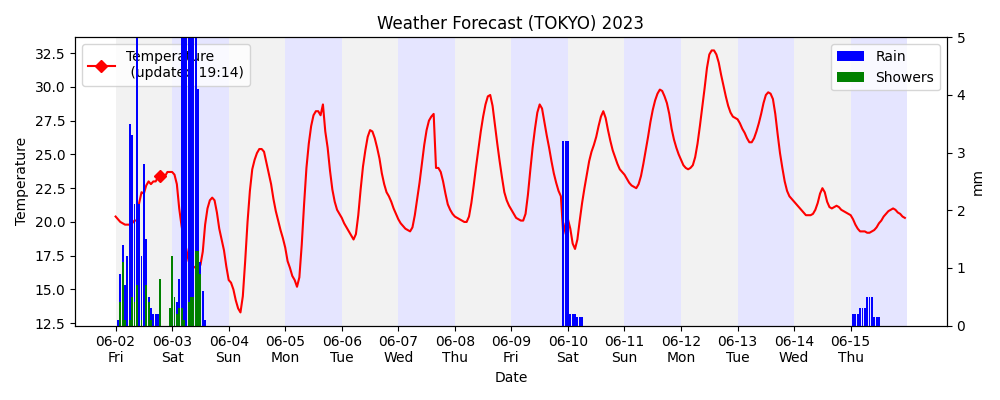 Weather Forecast (TOKYO) 2023
Temperature
(updated 19:14)
Rain
Showers
Temperature
32.5
30.0
27.5
25.0
22.5
20.0
17.5
15.0
12.5
5
4
3
2
1
0
mm
06-02 06-03 06-04 06-05 06-06 06-07 06-08 06-09 06-10 06-11 06-12 06-13 06-14 06-15
Fri Sat Sun Mon Tue Wed Thu Fri Sat Sun Mon Tue Wed Thu
Date